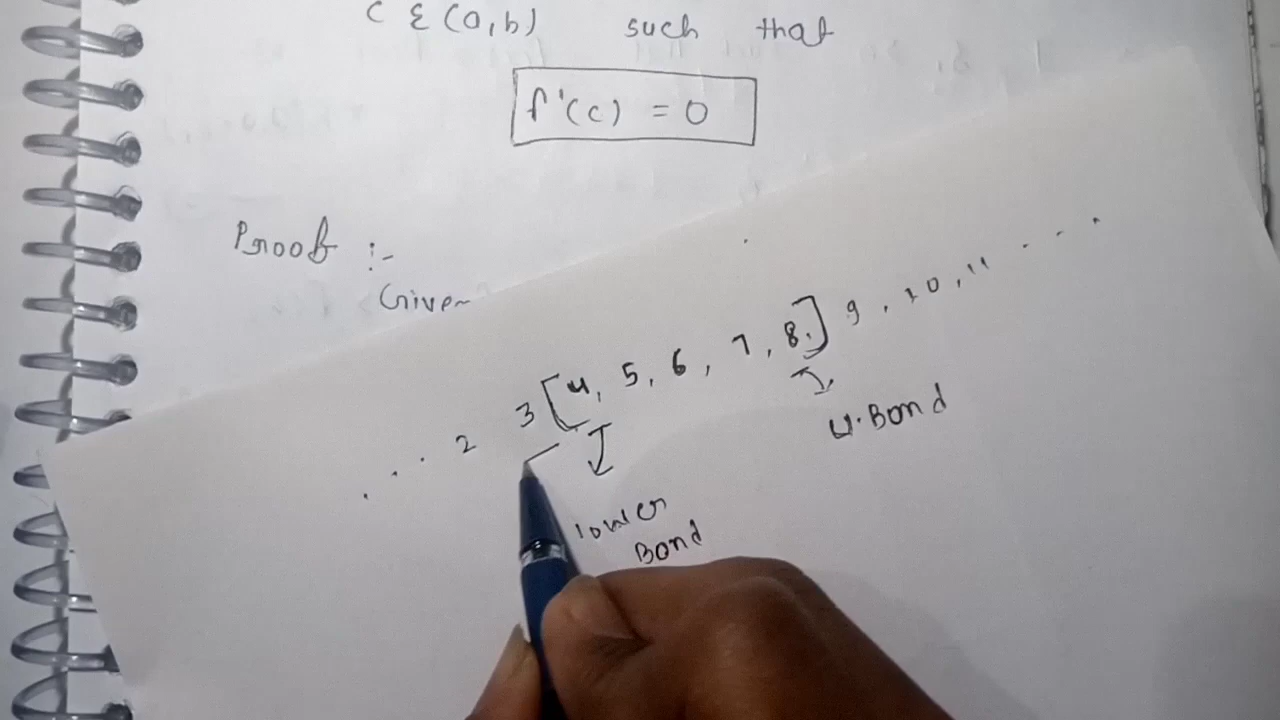 c ε (a,b) such that
f'(c) = 0
Proof :-
Given
. . . 2 3 [4, 5, 6, 7, 8.] 9, 10, 11 . . .
U.Bond
lower
Bond